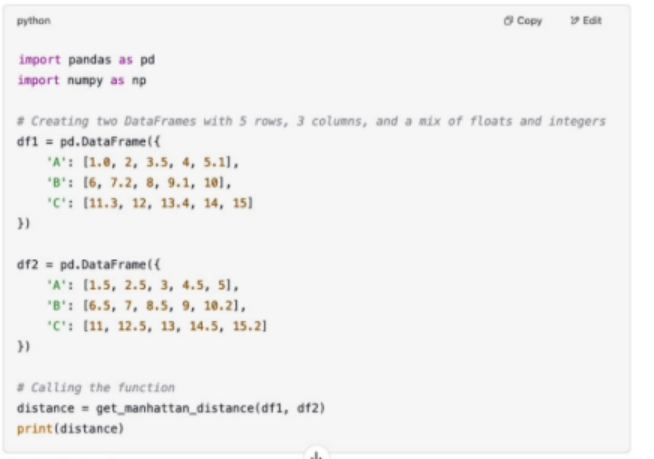 python Copy Edit
import pandas as pd
import numpy as np
# Creating two DataFrames with 5 rows, 3 columns, and a mix of floats and integers
df1 = pd.DataFrame({
    'A': [1.0, 2, 3.5, 4, 5.1],
    'B': [6, 7.2, 8, 9.1, 10],
    'C': [11.3, 12, 13.4, 14, 15]
})
df2 = pd.DataFrame({
    'A': [1.5, 2.5, 3, 4.5, 5],
    'B': [6.5, 7, 8.5, 9, 10.2],
    'C': [11, 12.5, 13, 14.5, 15.2]
})
# Calling the function
distance = get_manhattan_distance(df1, df2)
print(distance)